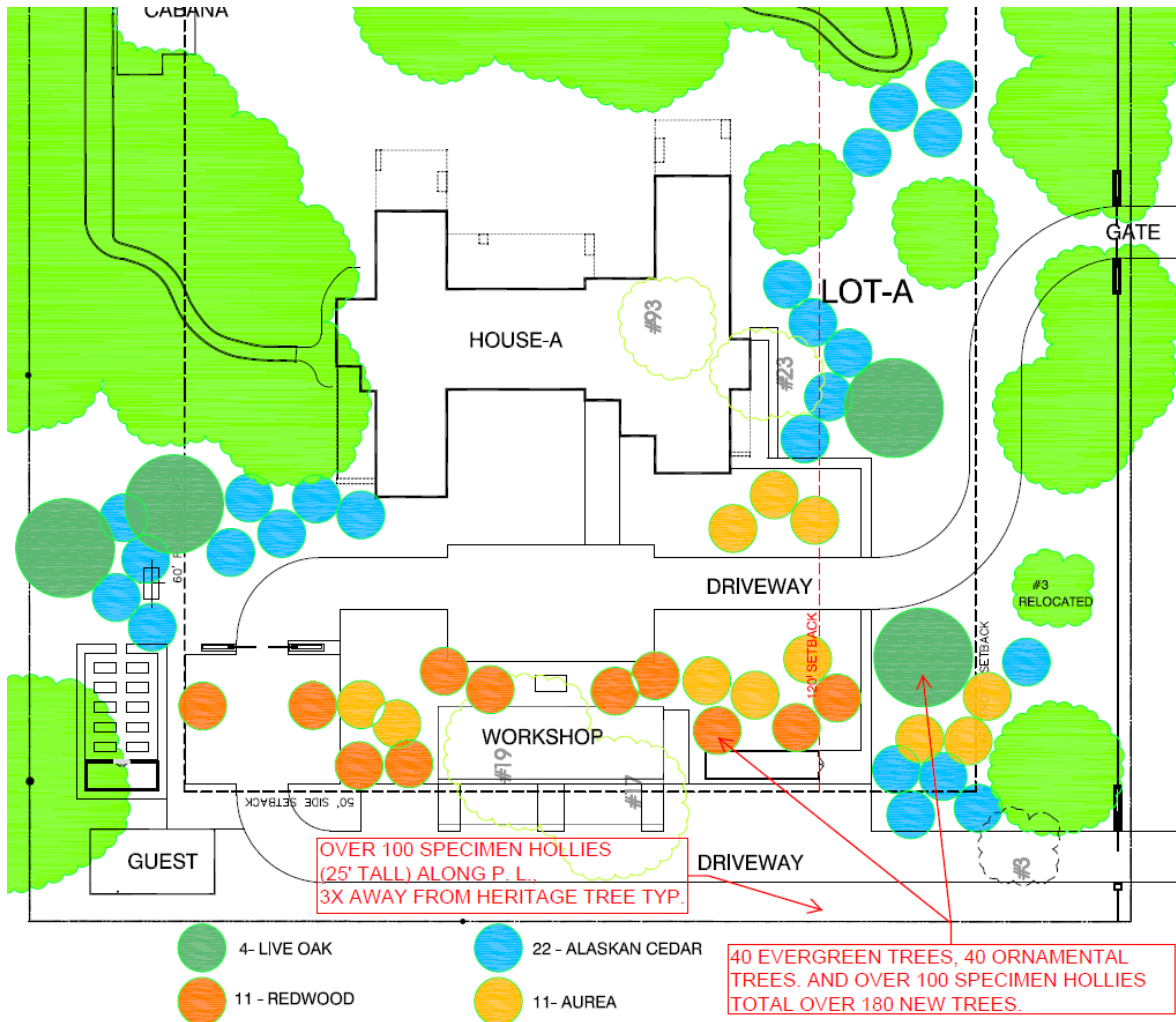 CABANA
GATE
LOT-A
#93
HOUSE-A
#23
60'
DRIVEWAY
#3
RELOCATED
120' SETBACK
SETBACK
WORKSHOP
#19
#17
50' SIDE SETBACK
GUEST
OVER 100 SPECIMEN HOLLIES
(25' TALL) ALONG P. L.,
3X AWAY FROM HERITAGE TREE TYP.
DRIVEWAY
#3
4- LIVE OAK
22 - ALASKAN CEDAR
11 - REDWOOD
11- AUREA
40 EVERGREEN TREES, 40 ORNAMENTAL
TREES. AND OVER 100 SPECIMEN HOLLIES
TOTAL OVER 180 NEW TREES.